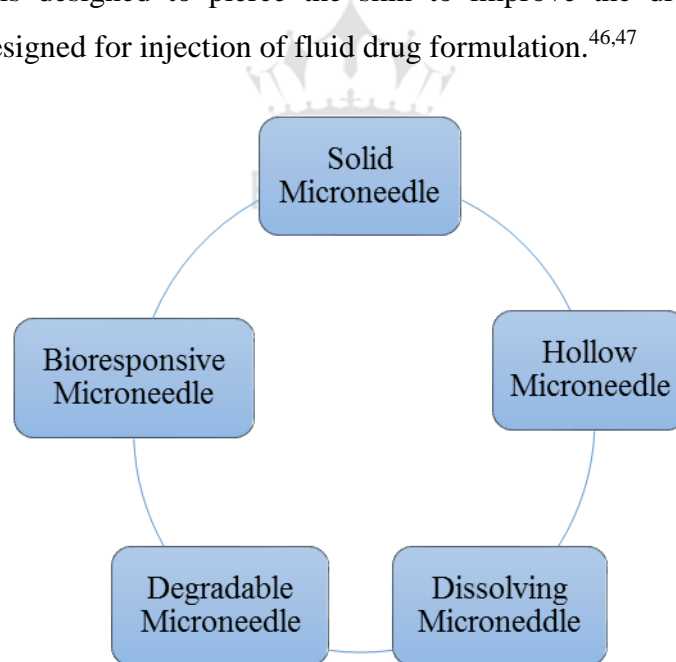 is designed to pierce the skin to improve the
esigned for injection of fluid drug formulation.46,47
Solid
Microneedle
Bioresponsive
Microneedle
Hollow
Microneedle
Degradable
Microneedle
Dissolving
Microneddle